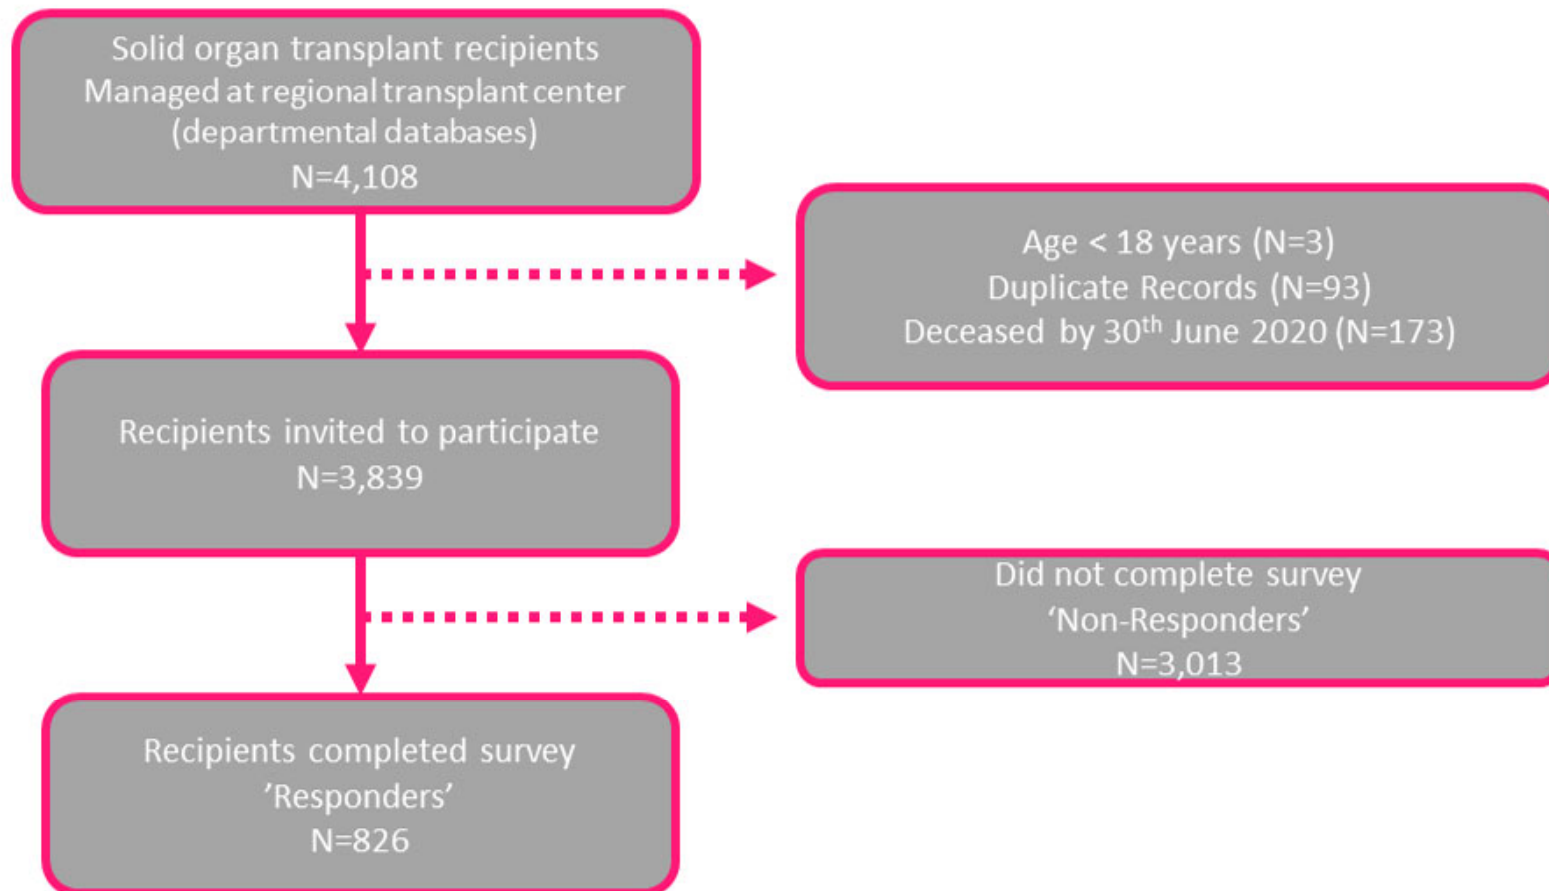 Solid organ transplant recipients
Managed at regional transplant center
(departmental databases)
N=4,108
Age < 18 years (N=3)
Duplicate Records (N=93)
Deceased by 30th June 2020 (N=173)
Recipients invited to participate
N=3,839
Did not complete survey
‘Non-Responders’
N=3,013
Recipients completed survey
’Responders’
N=826